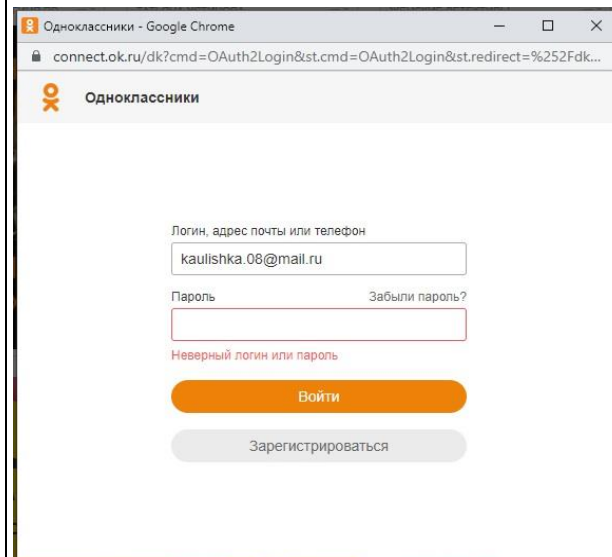 Одноклассники - Google Chrome
connect.ok.ru/dk?cmd=OAuth2Login&st.cmd=OAuth2Login&st.redirect=%252Fdk...
Одноклассники
Логин, адрес почты или телефон
kaulishka.08@mail.ru
Пароль Забыли пароль?
Неверный логин или пароль
Войти
Зарегистрироваться